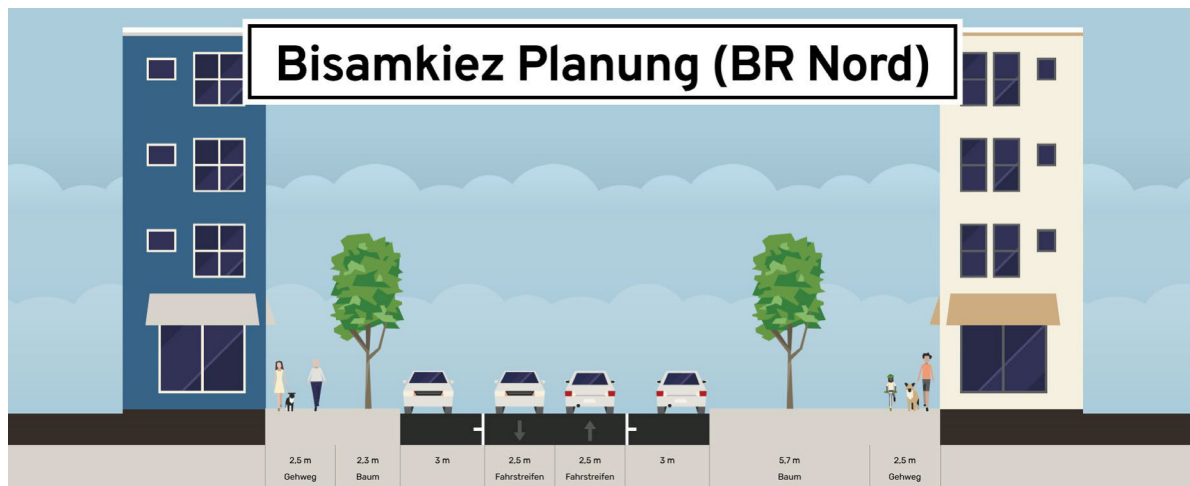 Bisamkiez Planung (BR Nord)
2,5 m
Gehweg
2,3 m
Baum
3 m
2,5 m
Fahrstreifen
2,5 m
Fahrstreifen
3 m
5,7 m
Baum
2,5 m
Gehweg